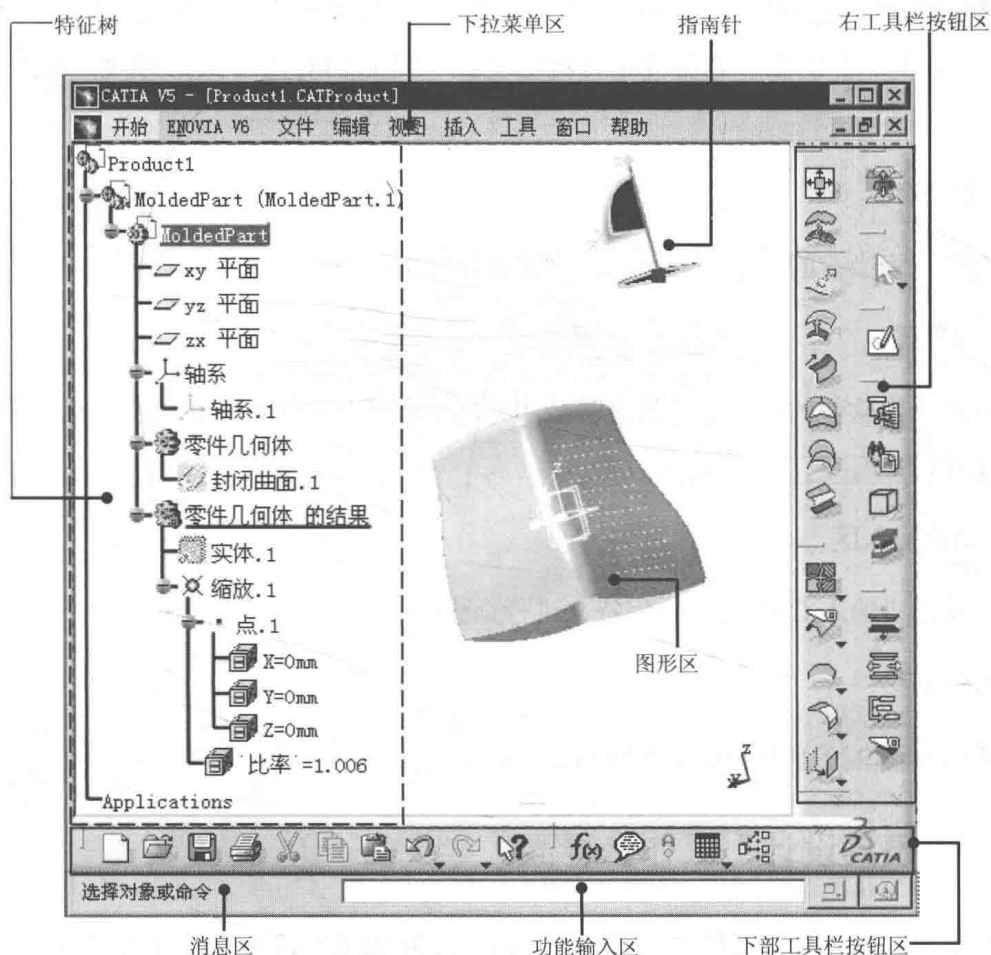 特征树
下拉菜单区
指南针
右工具栏按钮区
CATIA V5 - [Product1.CATProduct]
开始 ENOVIA V6 文件 编辑 视图 插入 工具 窗口 帮助
Product1
MoldedPart (MoldedPart.1)
MoldedPart
xy 平面
yz 平面
zx 平面
轴系
轴系.1
零件几何体
封闭曲面.1
零件几何体 的结果
实体.1
缩放.1
点.1
X=0mm
Y=0mm
Z=0mm
`比率`=1.006
Applications
z
图形区
z
f(x)
CATIA
选择对象或命令
消息区
功能输入区
下部工具栏按钮区